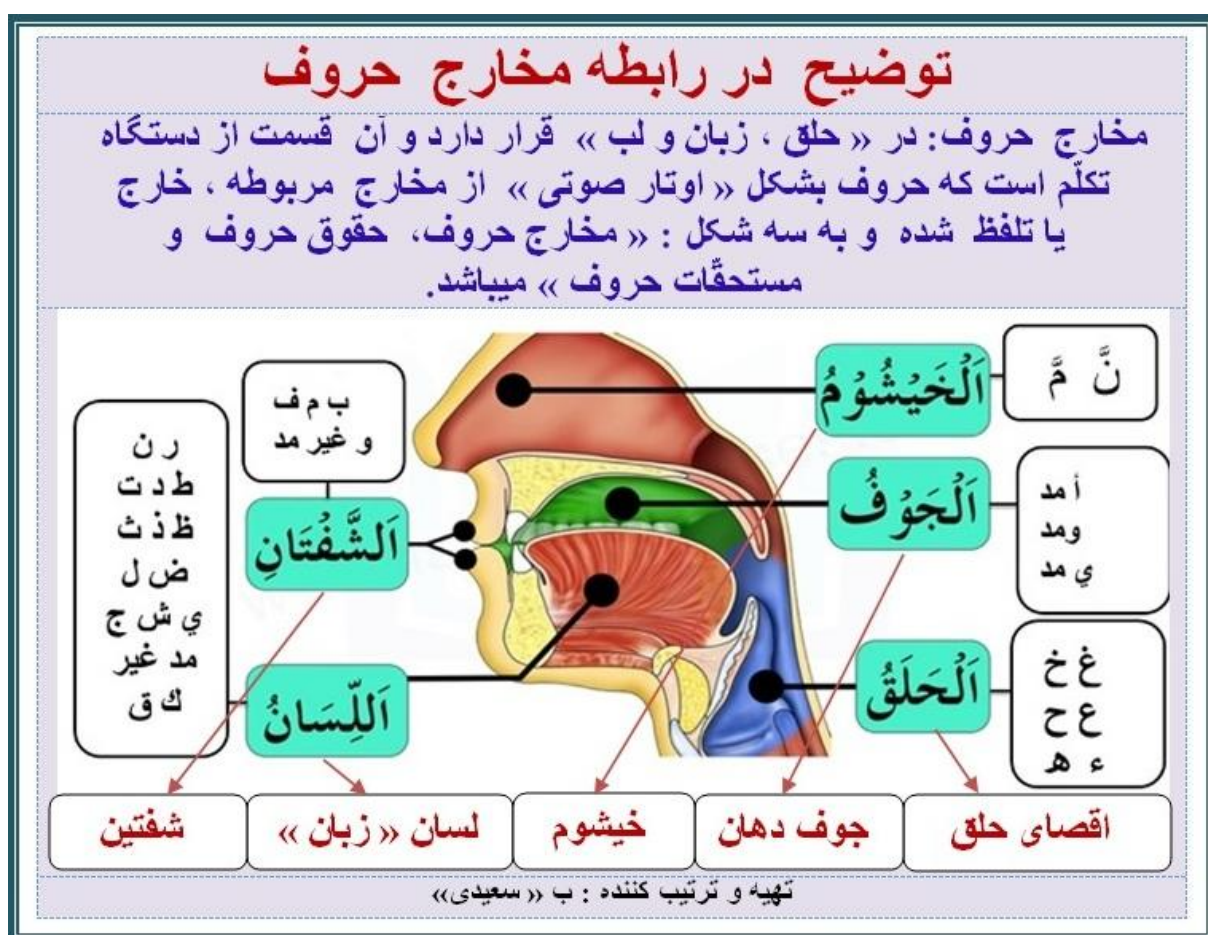 توضیح در رابطه مخارج حروف
مخارج حروف: در « حلق ، زبان و لب » قرار دارد و آن قسمت از دستگاه
تکلّم است که حروف بشکل « اوتار صوتی » از مخارج مربوطه ، خارج
یا تلفظ شده و به سه شکل : « مخارج حروف، حقوق حروف و
مستحقّات حروف » میباشد.
نَّ مَّ
اَلْخَیْشُوْمُ
ب م ف
و غیر مد
ر ن
ط د ت
ظ ذ ث
ض ل
ي ش ج
مد غیر
ك ق
أ مد
ومد
ي مد
اَلْجَوْفُ
اَلشَّفْتَانِ
غ خ
ع ح
ء ه
اَلْحَلَقُ
اَللِّسَانُ
اقصای حلق
جوف دهان
خیشوم
لسان « زبان »
شفتین
تهیه و ترتیب کننده : ب « سعیدی»